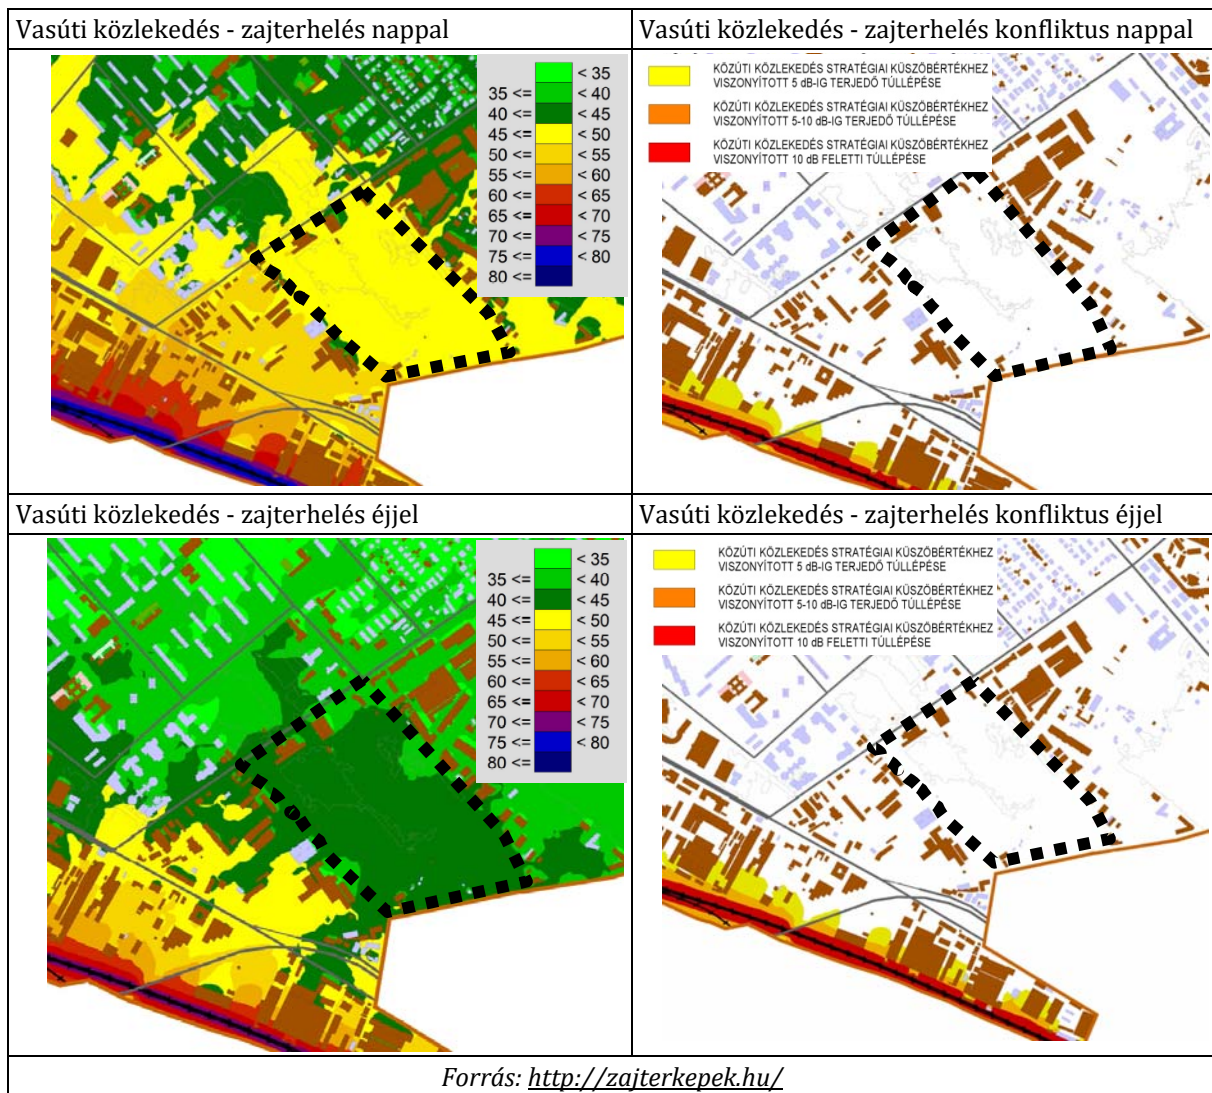 Vasúti közlekedés - zajterhelés nappal
< 35
35 <= < 40
40 <= < 45
45 <= < 50
50 <= < 55
55 <= < 60
60 <= < 65
65 <= < 70
70 <= < 75
75 <= < 80
80 <=
Vasúti közlekedés - zajterhelés konfliktus nappal
KÖZÚTI KÖZLEKEDÉS STRATÉGIAI KÜSZÖBÉRTÉKHEZ
VISZONYÍTOTT 5 dB-IG TERJEDŐ TÚLLÉPÉSE
KÖZÚTI KÖZLEKEDÉS STRATÉGIAI KÜSZÖBÉRTÉKHEZ
VISZONYÍTOTT 5-10 dB-IG TERJEDŐ TÚLLÉPÉSE
KÖZÚTI KÖZLEKEDÉS STRATÉGIAI KÜSZÖBÉRTÉKHEZ
VISZONYÍTOTT 10 dB FELETTI TÚLLÉPÉSE
Vasúti közlekedés - zajterhelés éjjel
< 35
35 <= < 40
40 <= < 45
45 <= < 50
50 <= < 55
55 <= < 60
60 <= < 65
65 <= < 70
70 <= < 75
75 <= < 80
80 <=
Vasúti közlekedés - zajterhelés konfliktus éjjel
KÖZÚTI KÖZLEKEDÉS STRATÉGIAI KÜSZÖBÉRTÉKHEZ
VISZONYÍTOTT 5 dB-IG TERJEDŐ TÚLLÉPÉSE
KÖZÚTI KÖZLEKEDÉS STRATÉGIAI KÜSZÖBÉRTÉKHEZ
VISZONYÍTOTT 5-10 dB-IG TERJEDŐ TÚLLÉPÉSE
KÖZÚTI KÖZLEKEDÉS STRATÉGIAI KÜSZÖBÉRTÉKHEZ
VISZONYÍTOTT 10 dB FELETTI TÚLLÉPÉSE
Forrás: http://zajterkepek.hu/